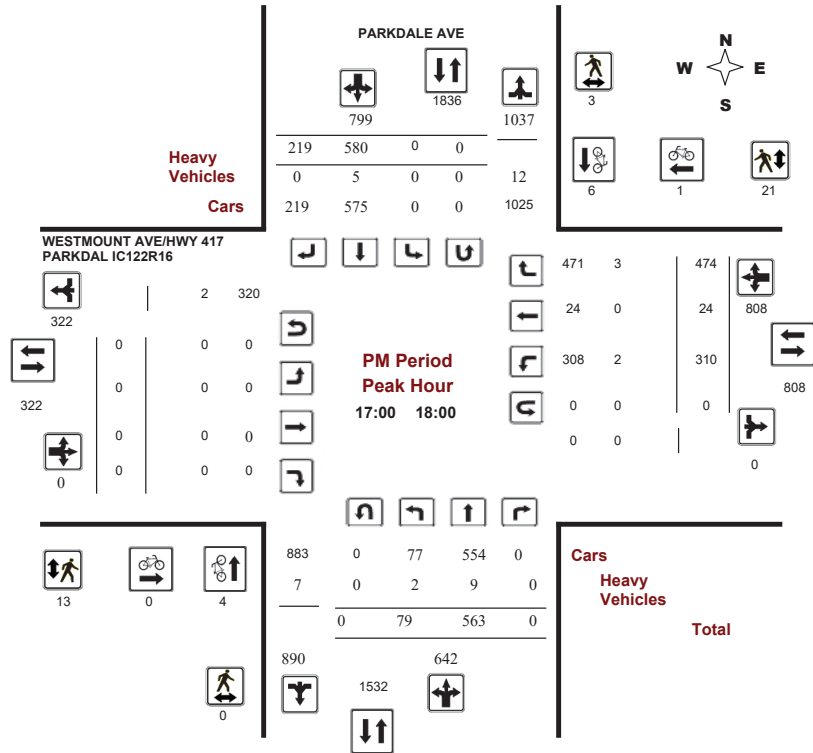 PARKDALE AVE
N
W E
S
1836
3
799 1037
219 580 0 0
Heavy
Vehicles
0 5 0 0 12
6 1 21
Cars 219 575 0 0 1025
WESTMOUNT AVE/HWY 417
PARKDAL IC122R16
471 3 474
2 320
24 0 24 808
322
0 0 0
PM Period
Peak Hour
308 2 310
0 0 0
808
322
17:00 18:00
0 0 0
0 0 0
0 0
0 0 0
0
0
883 0 77 554 0 Cars
7 0 2 9 0 Heavy
Vehicles
13 0 4
0 79 563 0 Total
890 642
1532
0